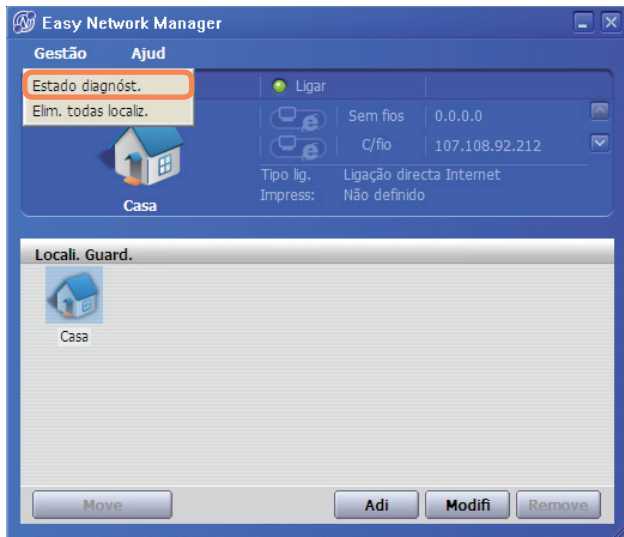 Easy Network Manager
Gestão Ajud
Estado diagnóst.
Elim. todas localiz.
Ligar
Sem fios 0.0.0.0
C/fio 107.108.92.212
Tipo lig. Ligação directa Internet
Impress: Não definido
Casa
Locali. Guard.
Casa
Move Adi Modifi Remove